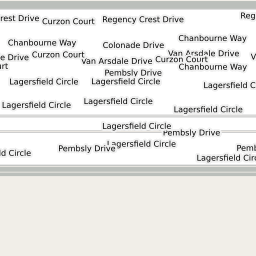 rest Drive
Curzon Court
Regency Crest Drive
Reg
Chanbourne Way
Colonade Drive
Chanbourne Way
e Drive
Curzon Court
Van Arsdale Drive
V
urt
Van Arsdale Drive
Curzon Court
Chanbourne Way
Pembsly Drive
Lagersfield Circle
Lagersfield Circle
Lagersfield C
Lagersfield Circle
Lagersfield Circle
Lagersfield Circle
Lagersfield Circle
Pembsly Drive
Lagersfield Circle
ld Circle
Pembsly Drive
Pemb
Lagersfield Circ